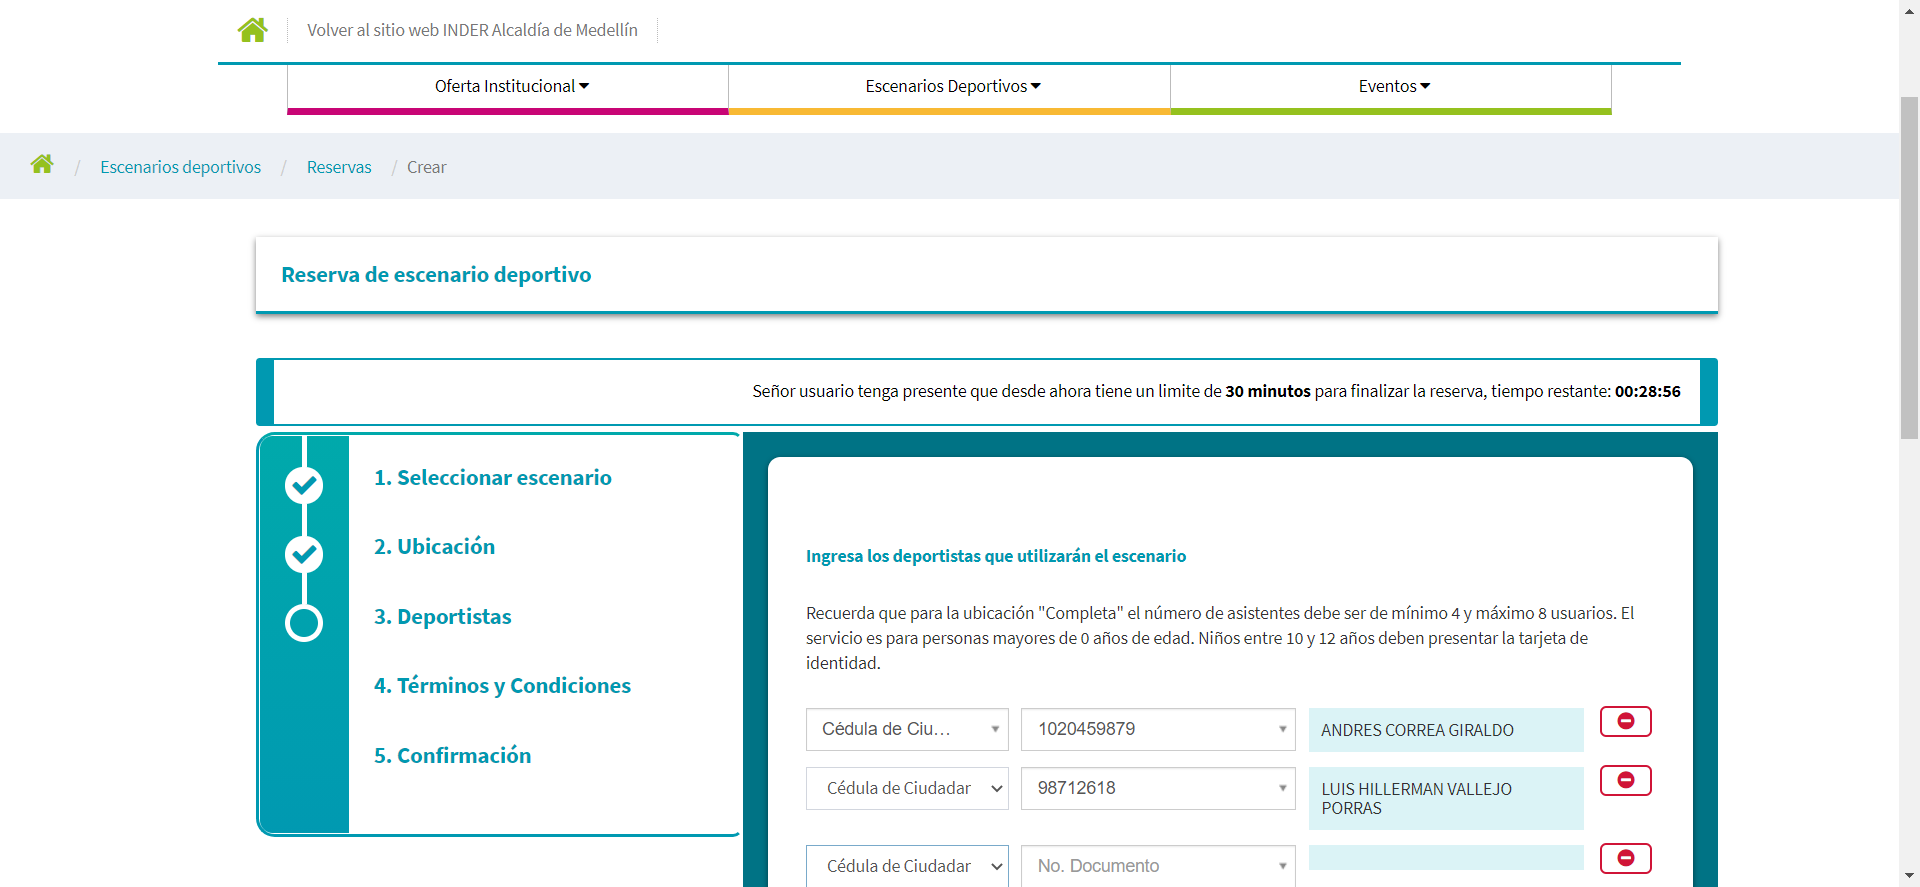 Volver al sitio web INDER Alcaldía de Medellín
Oferta Institucional
Escenarios Deportivos
Eventos
/ Escenarios deportivos / Reservas / Crear
Reserva de escenario deportivo
Señor usuario tenga presente que desde ahora tiene un limite de 30 minutos para finalizar la reserva, tiempo restante: 00:28:56
1. Seleccionar escenario
2. Ubicación
3. Deportistas
4. Términos y Condiciones
5. Confirmación
Ingresa los deportistas que utilizarán el escenario
Recuerda que para la ubicación "Completa" el número de asistentes debe ser de mínimo 4 y máximo 8 usuarios. El
servicio es para personas mayores de 0 años de edad. Niños entre 10 y 12 años deben presentar la tarjeta de
identidad.
Cédula de Ciu... 1020459879 ANDRES CORREA GIRALDO
Cédula de Ciudadar 98712618 LUIS HILLERMAN VALLEJO
PORRAS
Cédula de Ciudadar No. Documento